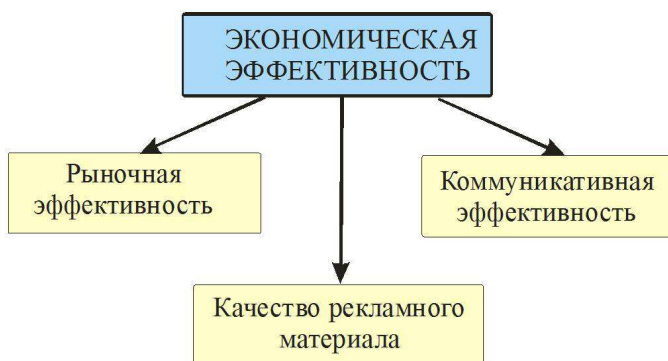 ЭКОНОМИЧЕСКАЯ
ЭФФЕКТИВНОСТЬ
Рыночная
эффективность
Коммуникативная
эффективность
Качество рекламного
материала